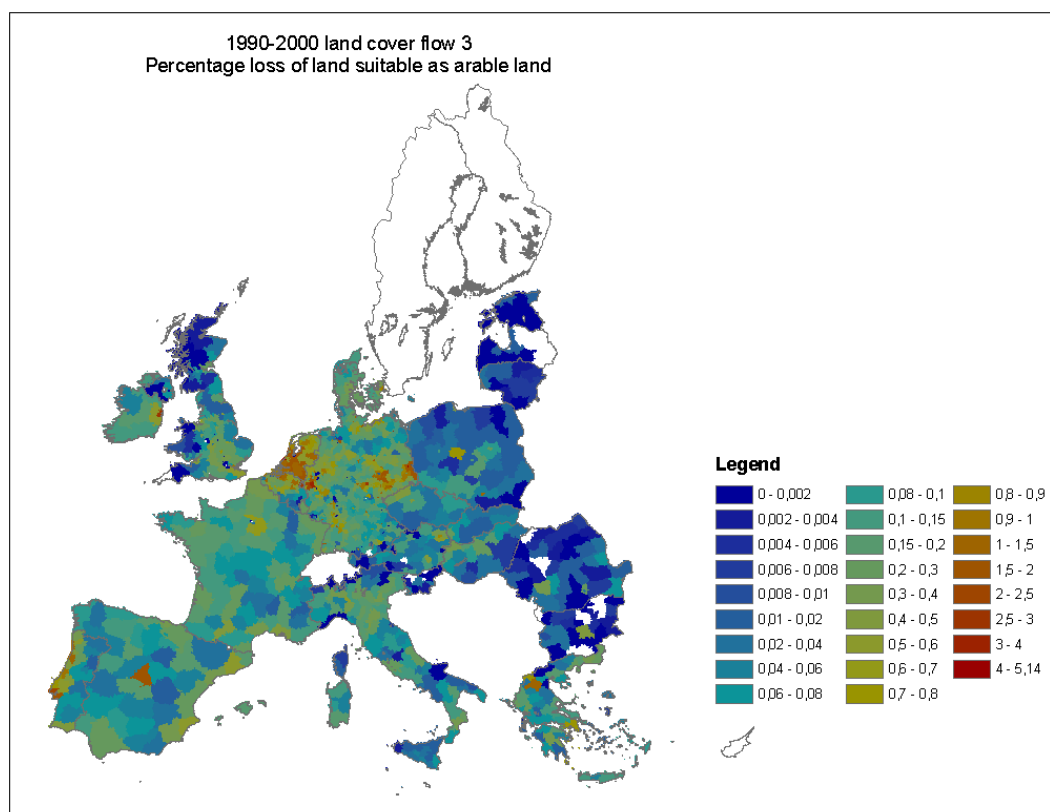 1990-2000 land cover flow 3
Percentage loss of land suitable as arable land
Legend
0 - 0,002
0,002 - 0,004
0,004 - 0,006
0,006 - 0,008
0,008 - 0,01
0,01 - 0,02
0,02 - 0,04
0,04 - 0,06
0,06 - 0,08
0,08 - 0,1
0,1 - 0,15
0,15 - 0,2
0,2 - 0,3
0,3 - 0,4
0,4 - 0,5
0,5 - 0,6
0,6 - 0,7
0,7 - 0,8
0,8 - 0,9
0,9 - 1
1 - 1,5
1,5 - 2
2 - 2,5
2,5 - 3
3 - 4
4 - 5,14